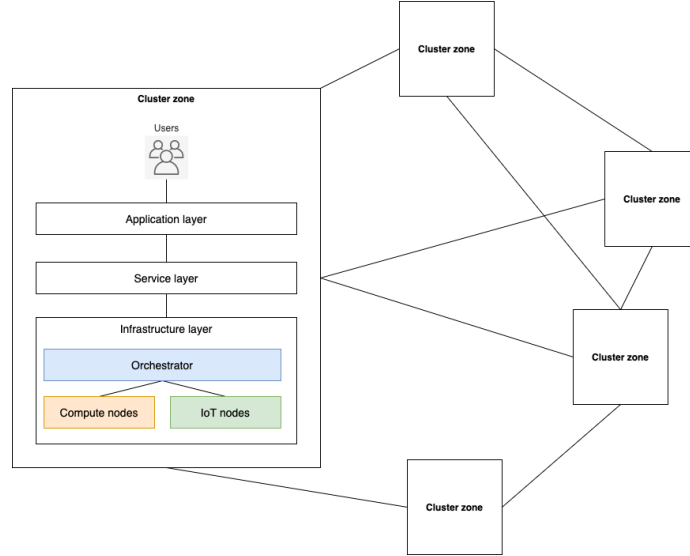 Cluster zone
Cluster zone
Users
Application layer
Cluster zone
Service layer
Infrastructure layer
Orchestrator
Cluster zone
Compute nodes
IoT nodes
Cluster zone